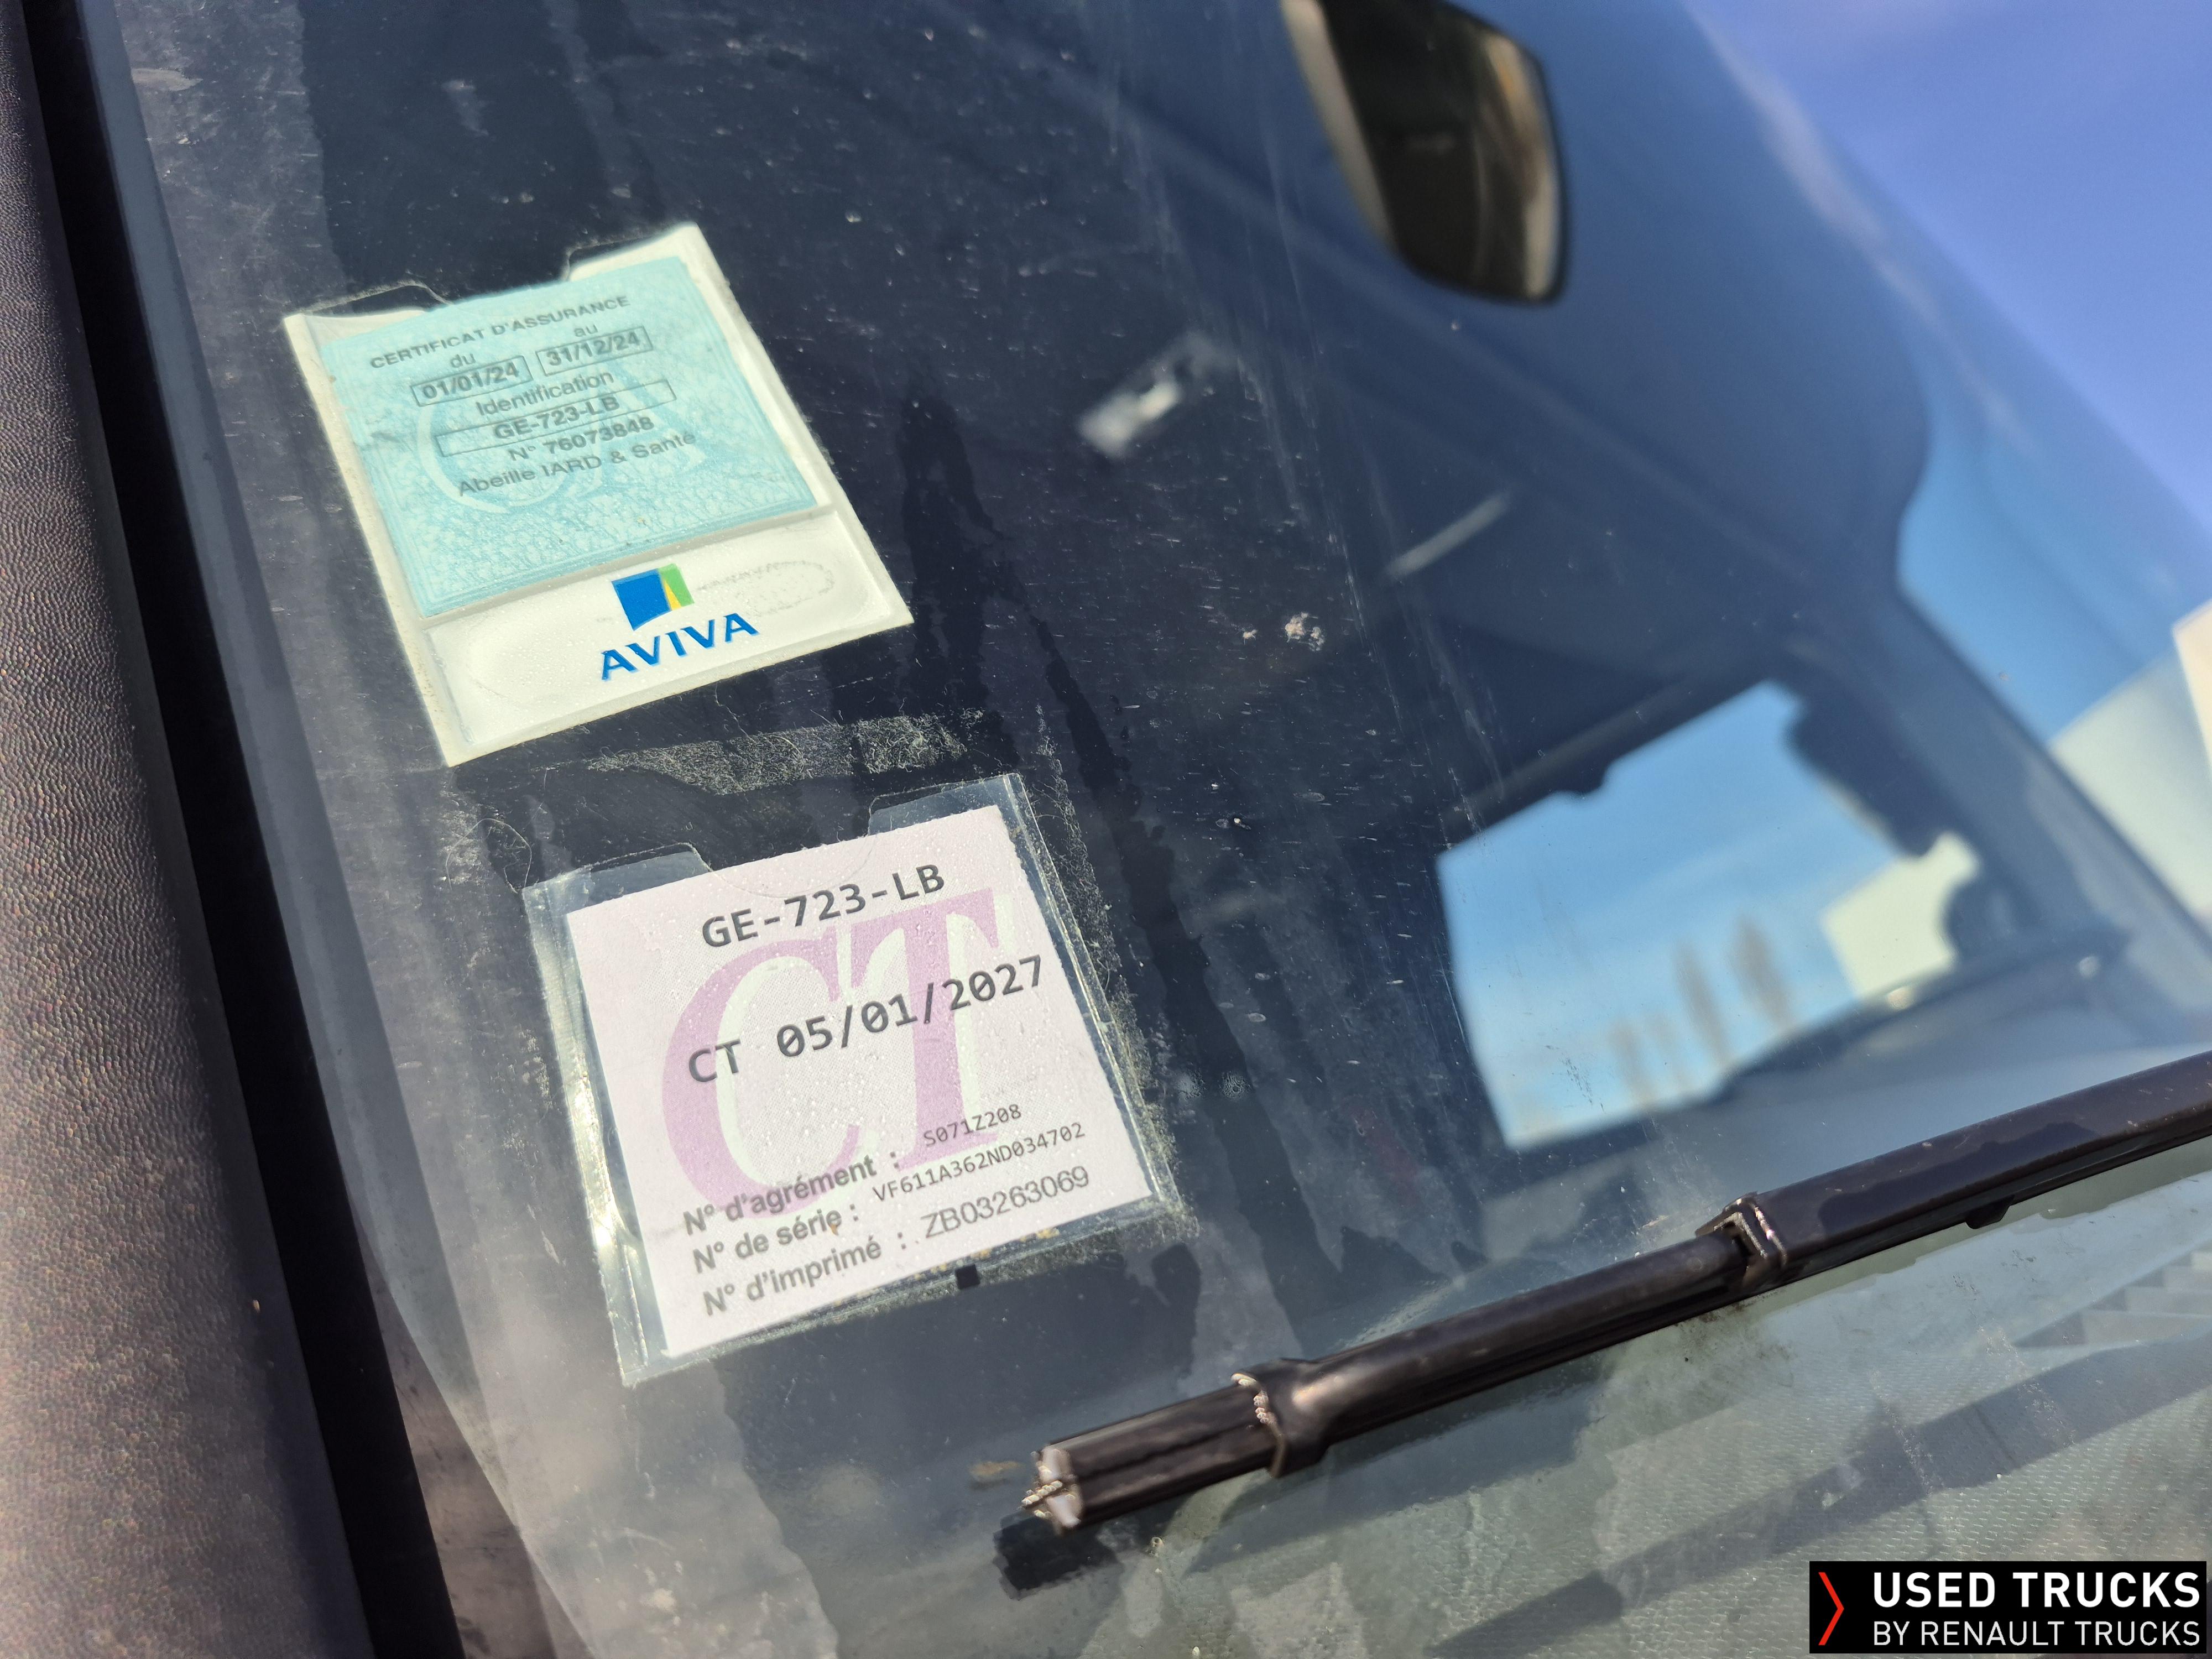 CERTIFICAT D'ASSURANCE
du au
01/01/24 31/12/24
Identification
GE-723-LB
N° 76073848
Abeille IARD & Santé
AVIVA
GE-723-LB
CT 05/01/2027
N° d'agrément : S071Z208
N° de série : VF611A362ND034702
N° d'imprimé : ZB03263069
USED TRUCKS
BY RENAULT TRUCKS